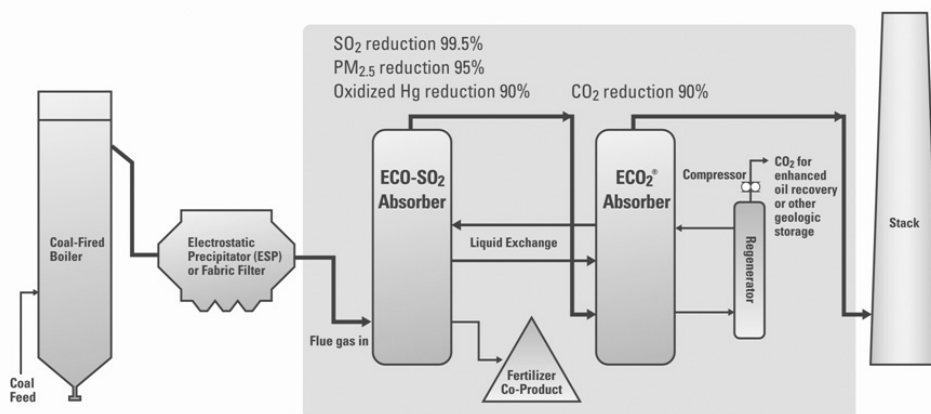 SO₂ reduction 99.5%
PM₂.₅ reduction 95%
Oxidized Hg reduction 90%
CO₂ reduction 90%
Coal-Fired
Boiler
Coal
Feed
Electrostatic
Precipitator (ESP)
or Fabric Filter
Flue gas in
ECO-SO₂
Absorber
Liquid Exchange
Fertilizer
Co-Product
ECO₂®
Absorber
Compressor
Regenerator
CO₂ for
enhanced
oil recovery
or other
geologic
storage
Stack